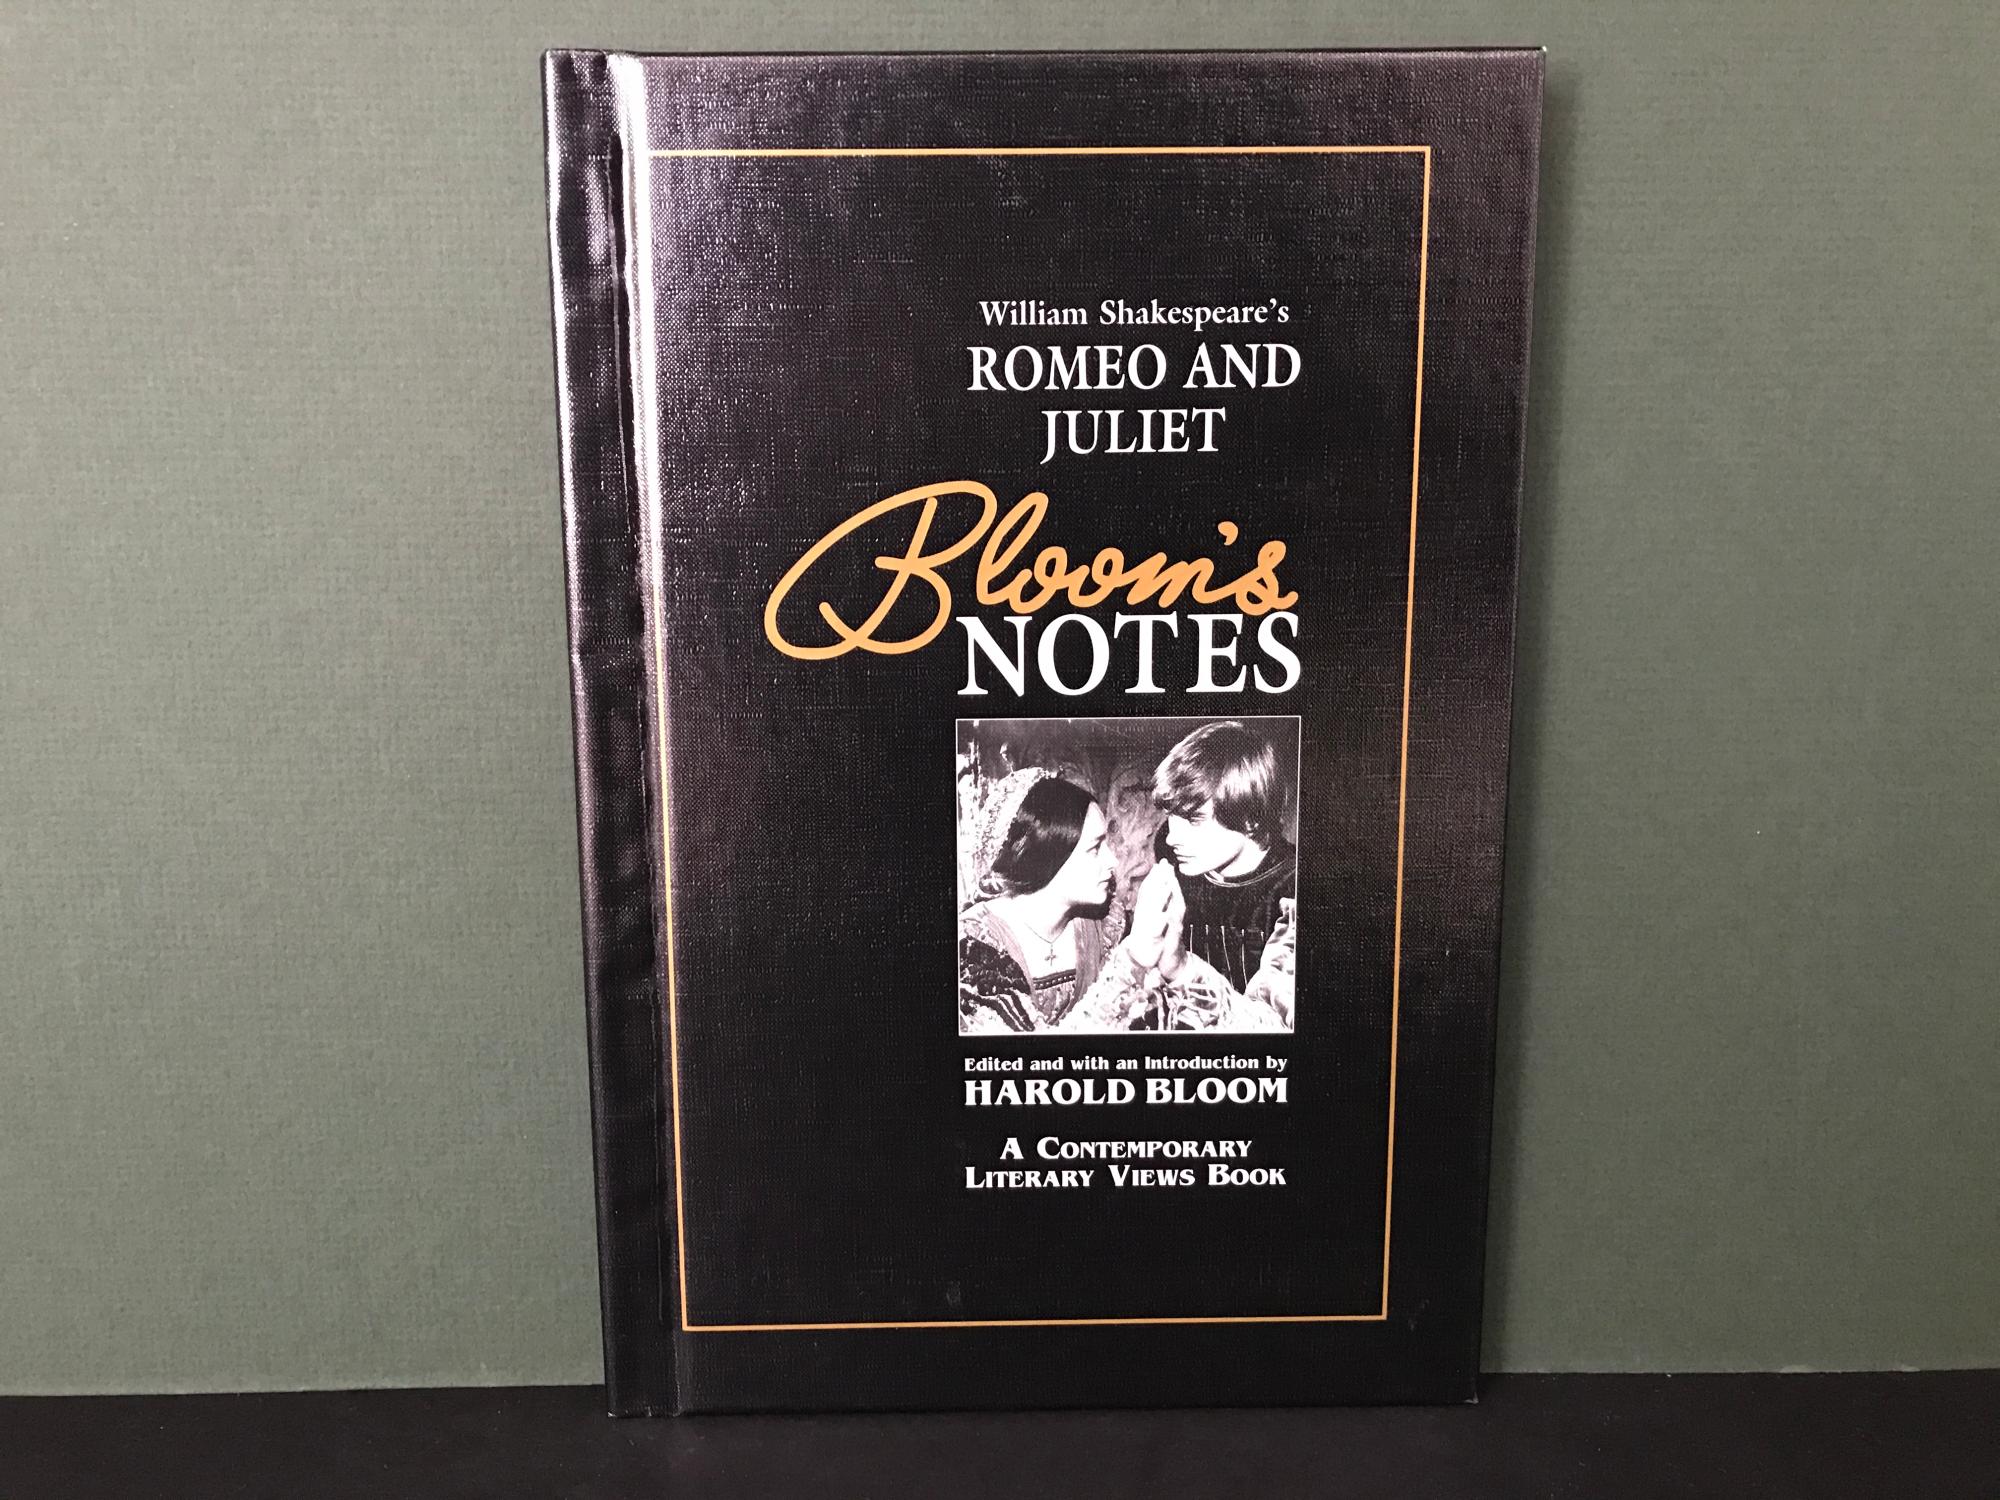 William Shakespeare's
ROMEO AND
JULIET
Bloom's
NOTES
Edited and with an Introduction by
HAROLD BLOOM
A CONTEMPORARY
LITERARY VIEWS BOOK